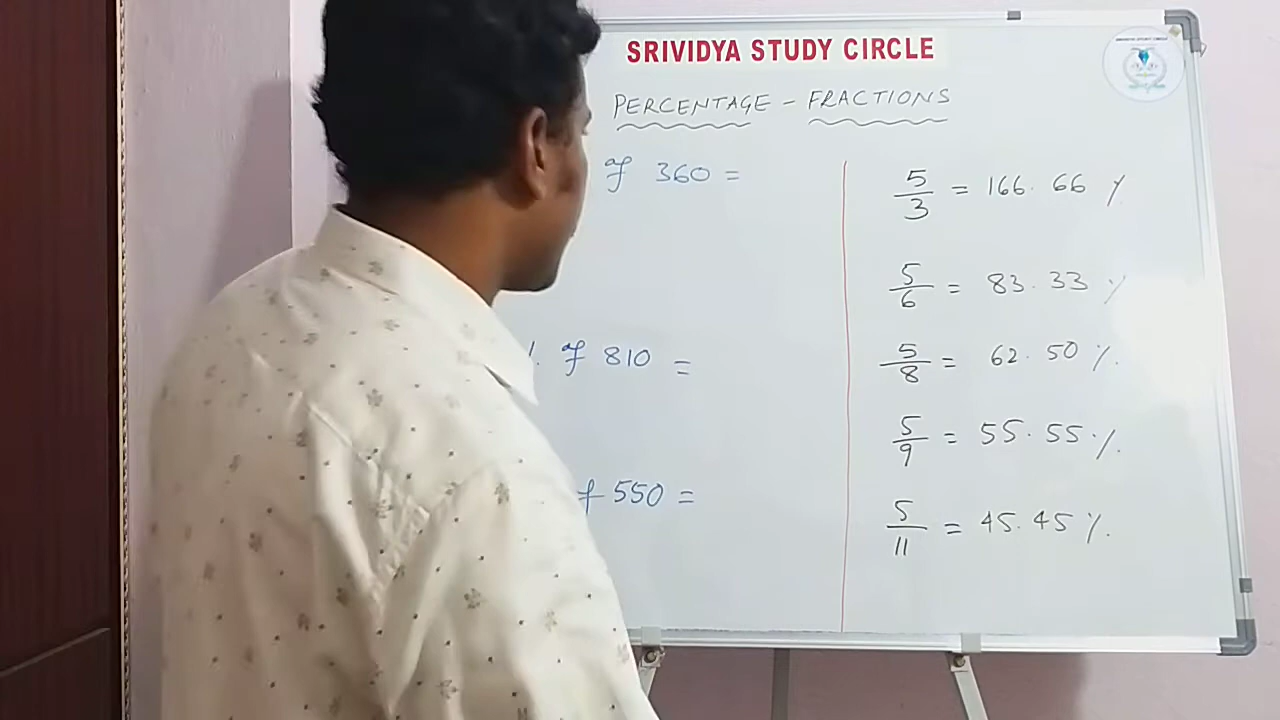 SRIVIDYA STUDY CIRCLE
PERCENTAGE - FRACTIONS
of 360 =
of 810 =
550 =
5/3 = 166.66 %
5/6 = 83.33 %
5/8 = 62.50 %
5/9 = 55.55 %
5/11 = 45.45 %